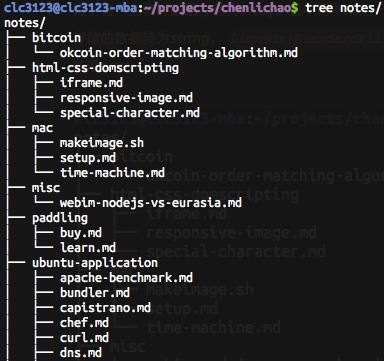 clc3123@clc3123-mba:~/projects/chenlichao$ tree notes/
notes/
├── bitcoin
│   └── okcoin-order-matching-algorithm.md
├── html-css-domscripting
│   ├── iframe.md
│   ├── responsive-image.md
│   └── special-character.md
├── mac
│   ├── makeimage.sh
│   ├── setup.md
│   └── time-machine.md
├── misc
│   └── webim-nodejs-vs-eurasia.md
├── paddling
│   ├── buy.md
│   └── learn.md
├── ubuntu-application
│   ├── apache-benchmark.md
│   ├── bundler.md
│   ├── capistrano.md
│   ├── chef.md
│   ├── curl.md
│   ├── dns.md